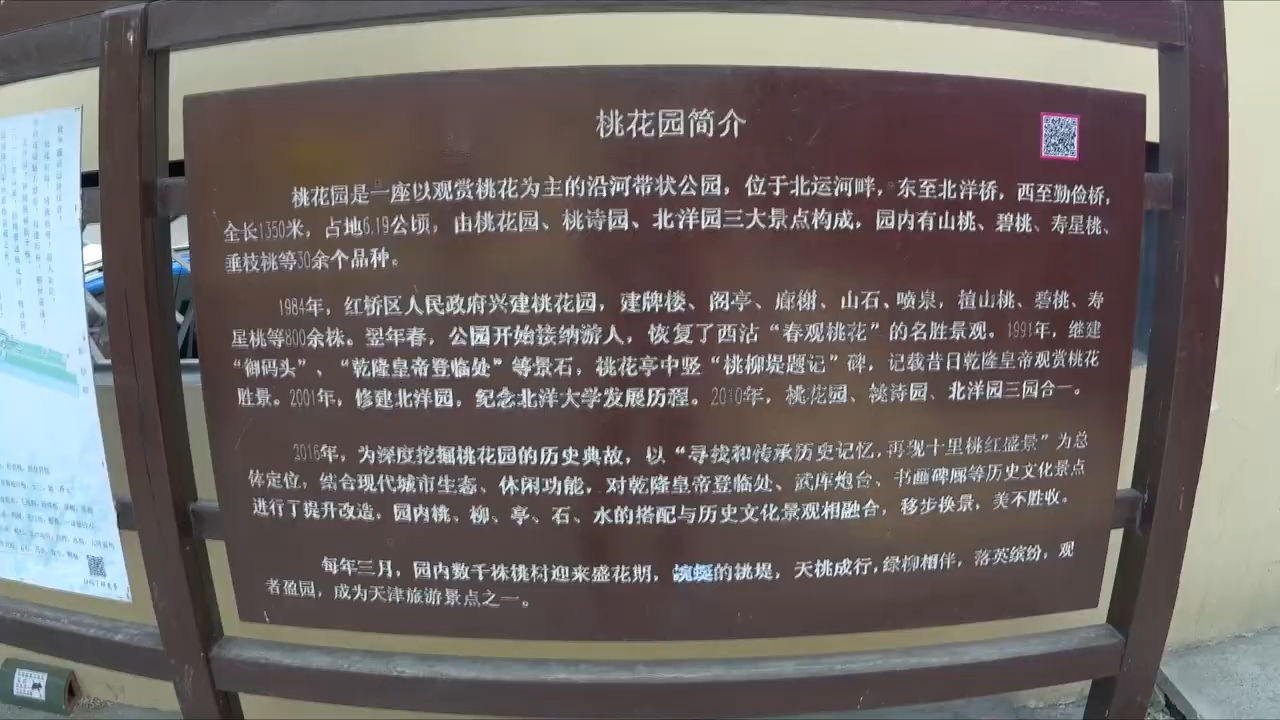 桃花园简介
桃花园是一座以观赏桃花为主的沿河带状公园，位于北运河畔，东至北洋桥，西至勤俭桥，
全长1350米，占地6.19公顷，由桃花园、桃诗园、北洋园三大景点构成，园内有山桃、碧桃、寿星桃、
垂枝桃等30余个品种。
1984年，红桥区人民政府兴建桃花园，建牌楼、阁亭、廊榭、山石、喷泉，植山桃、碧桃、寿
星桃等800余株。翌年春，公园开始接纳游人，恢复了西沽“春观桃花”的名胜景观。1991年，继建
“御码头”、“乾隆皇帝登临处”等景石，桃花亭中竖“桃柳堤题记”碑，记载昔日乾隆皇帝观赏桃花
胜景。2001年，修建北洋园，纪念北洋大学发展历程。2010年，桃花园、桃诗园、北洋园三园合一。
2016年，为深度挖掘桃花园的历史典故，以“寻找和传承历史记忆，再现十里桃红盛景”为总
体定位，结合现代城市生态、休闲功能，对乾隆皇帝登临处、武库炮台、书画碑廊等历史文化景点
进行了提升改造。园内桃、柳、亭、石、水的搭配与历史文化景观相融合，移步换景，美不胜收。
每年三月，园内数千株桃树迎来盛花期，蜿蜒的桃堤，夭桃成行，绿柳相伴，落英缤纷，观
者盈园，成为天津旅游景点之一。